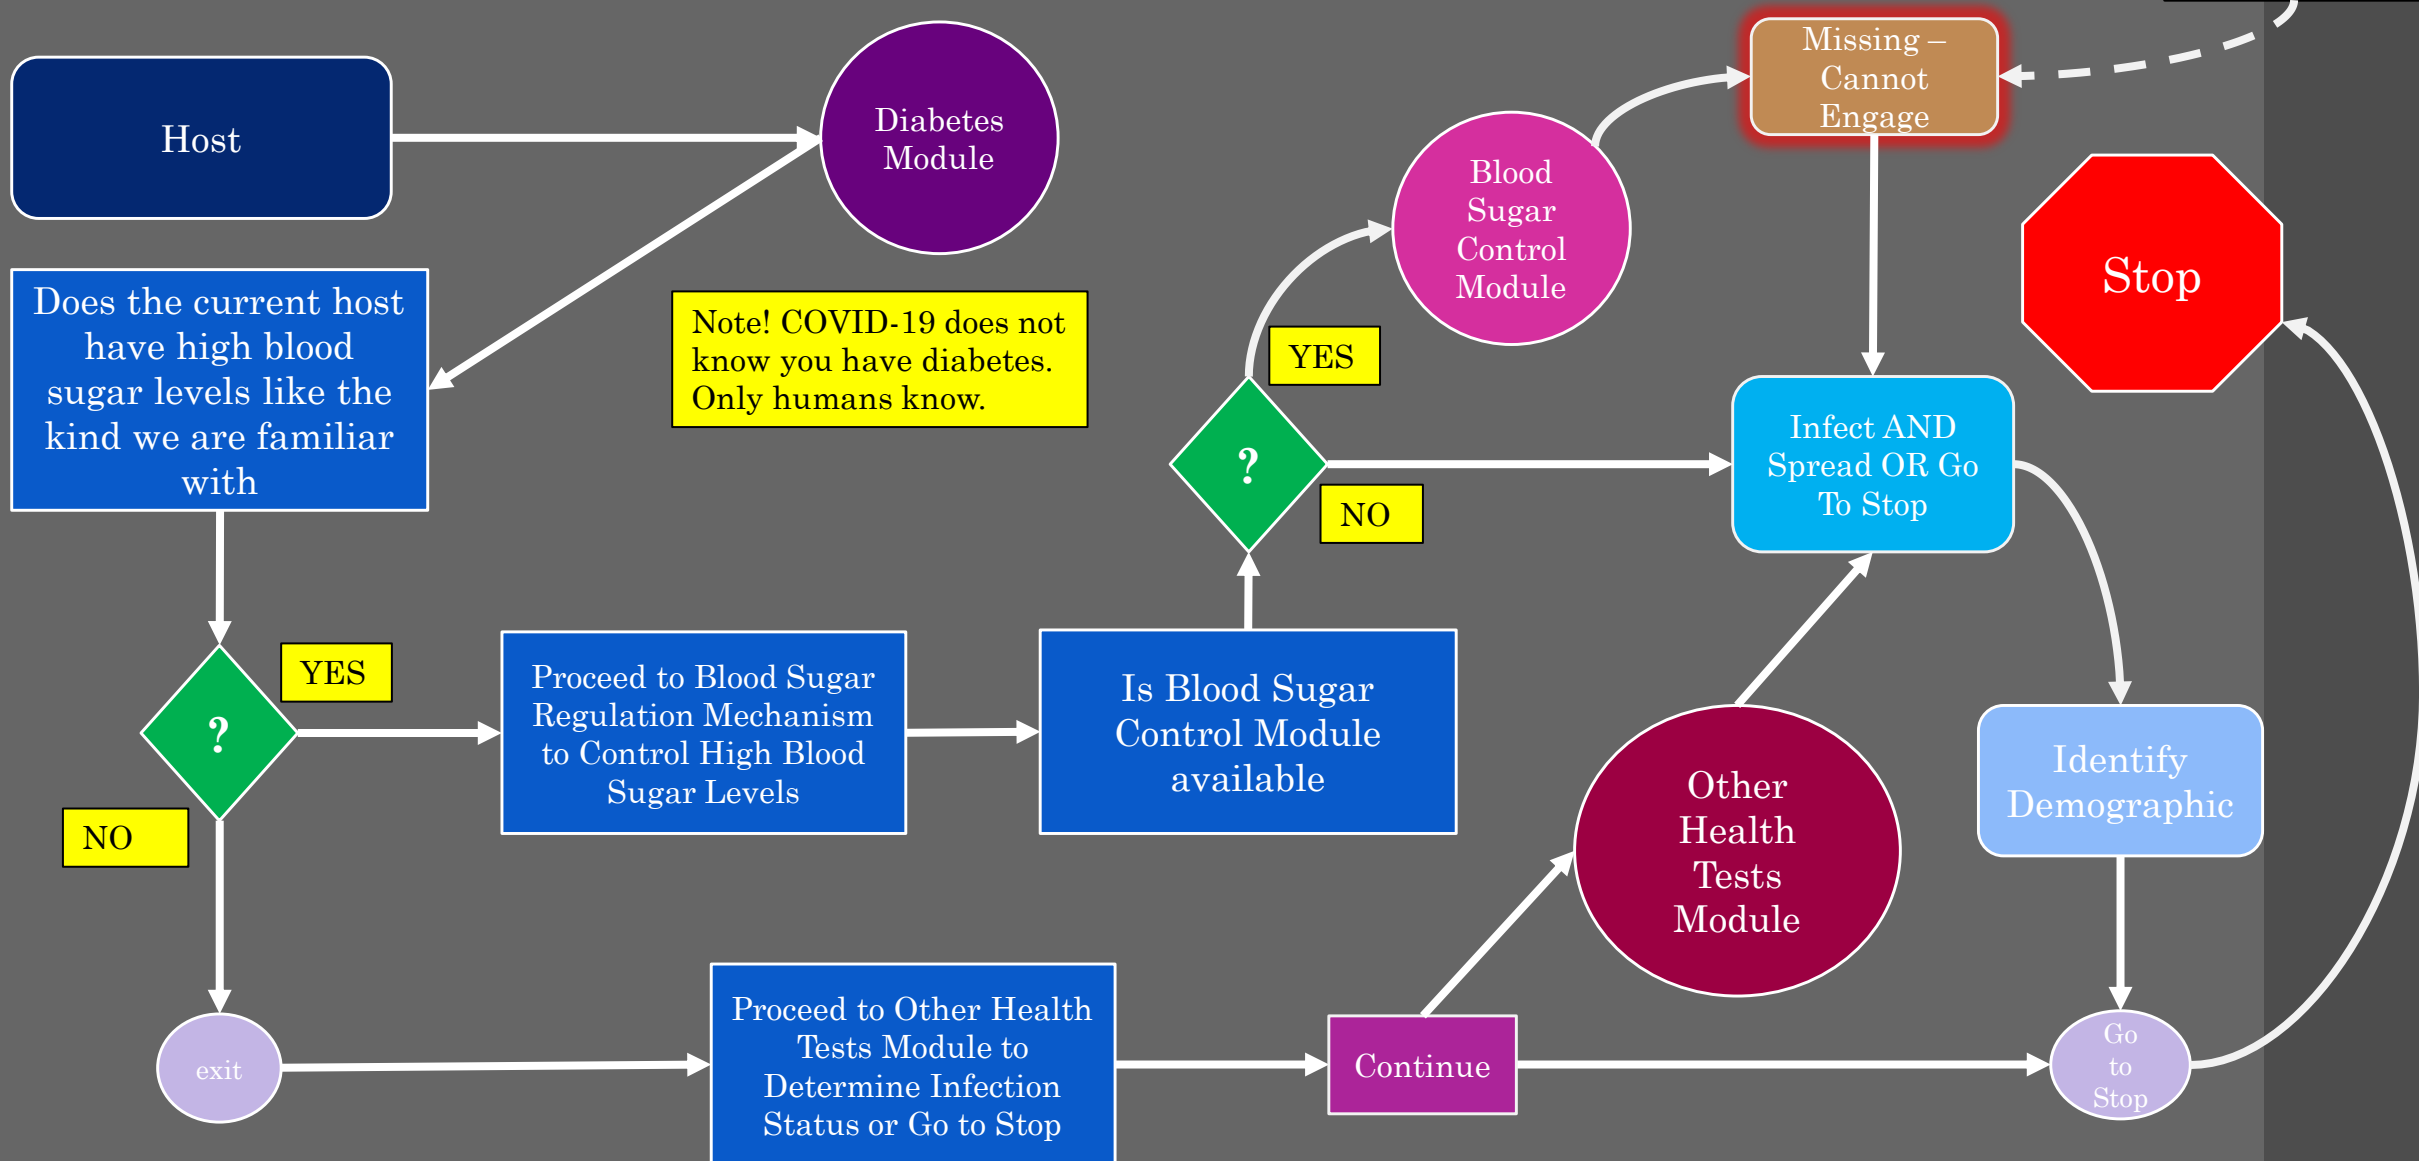 Host
Diabetes
Module
Missing –
Cannot
Engage
Blood
Sugar
Control
Module
Stop
Does the current host
have high blood
sugar levels like the
kind we are familiar
with
Note! COVID-19 does not
know you have diabetes.
Only humans know.
YES
?
NO
Infect AND
Spread OR Go
To Stop
YES
?
NO
Proceed to Blood Sugar
Regulation Mechanism
to Control High Blood
Sugar Levels
Is Blood Sugar
Control Module
available
Other
Health
Tests
Module
Identify
Demographic
exit
Proceed to Other Health
Tests Module to
Determine Infection
Status or Go to Stop
Continue
Go
to
Stop